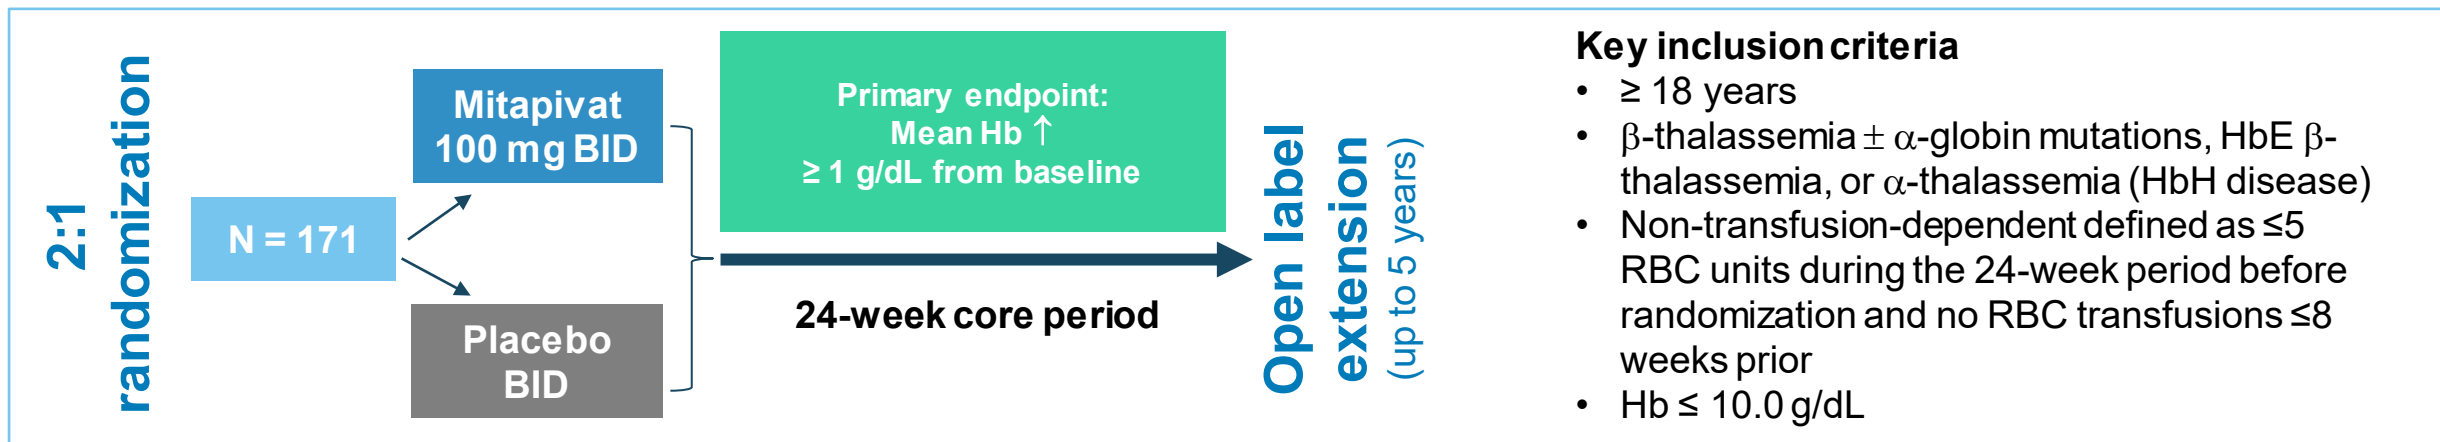 2:1
randomization
N = 171
Mitapivat
100 mg BID
Placebo
BID
Primary endpoint:
Mean Hb ↑
≥ 1 g/dL from baseline
24-week core period
Open label
extension
(up to 5 years)
Key inclusion criteria
• ≥ 18 years
• β-thalassemia ± α-globin mutations, HbE β-
thalassemia, or α-thalassemia (HbH disease)
• Non-transfusion-dependent defined as ≤5
RBC units during the 24-week period before
randomization and no RBC transfusions ≤8
weeks prior
• Hb ≤ 10.0 g/dL